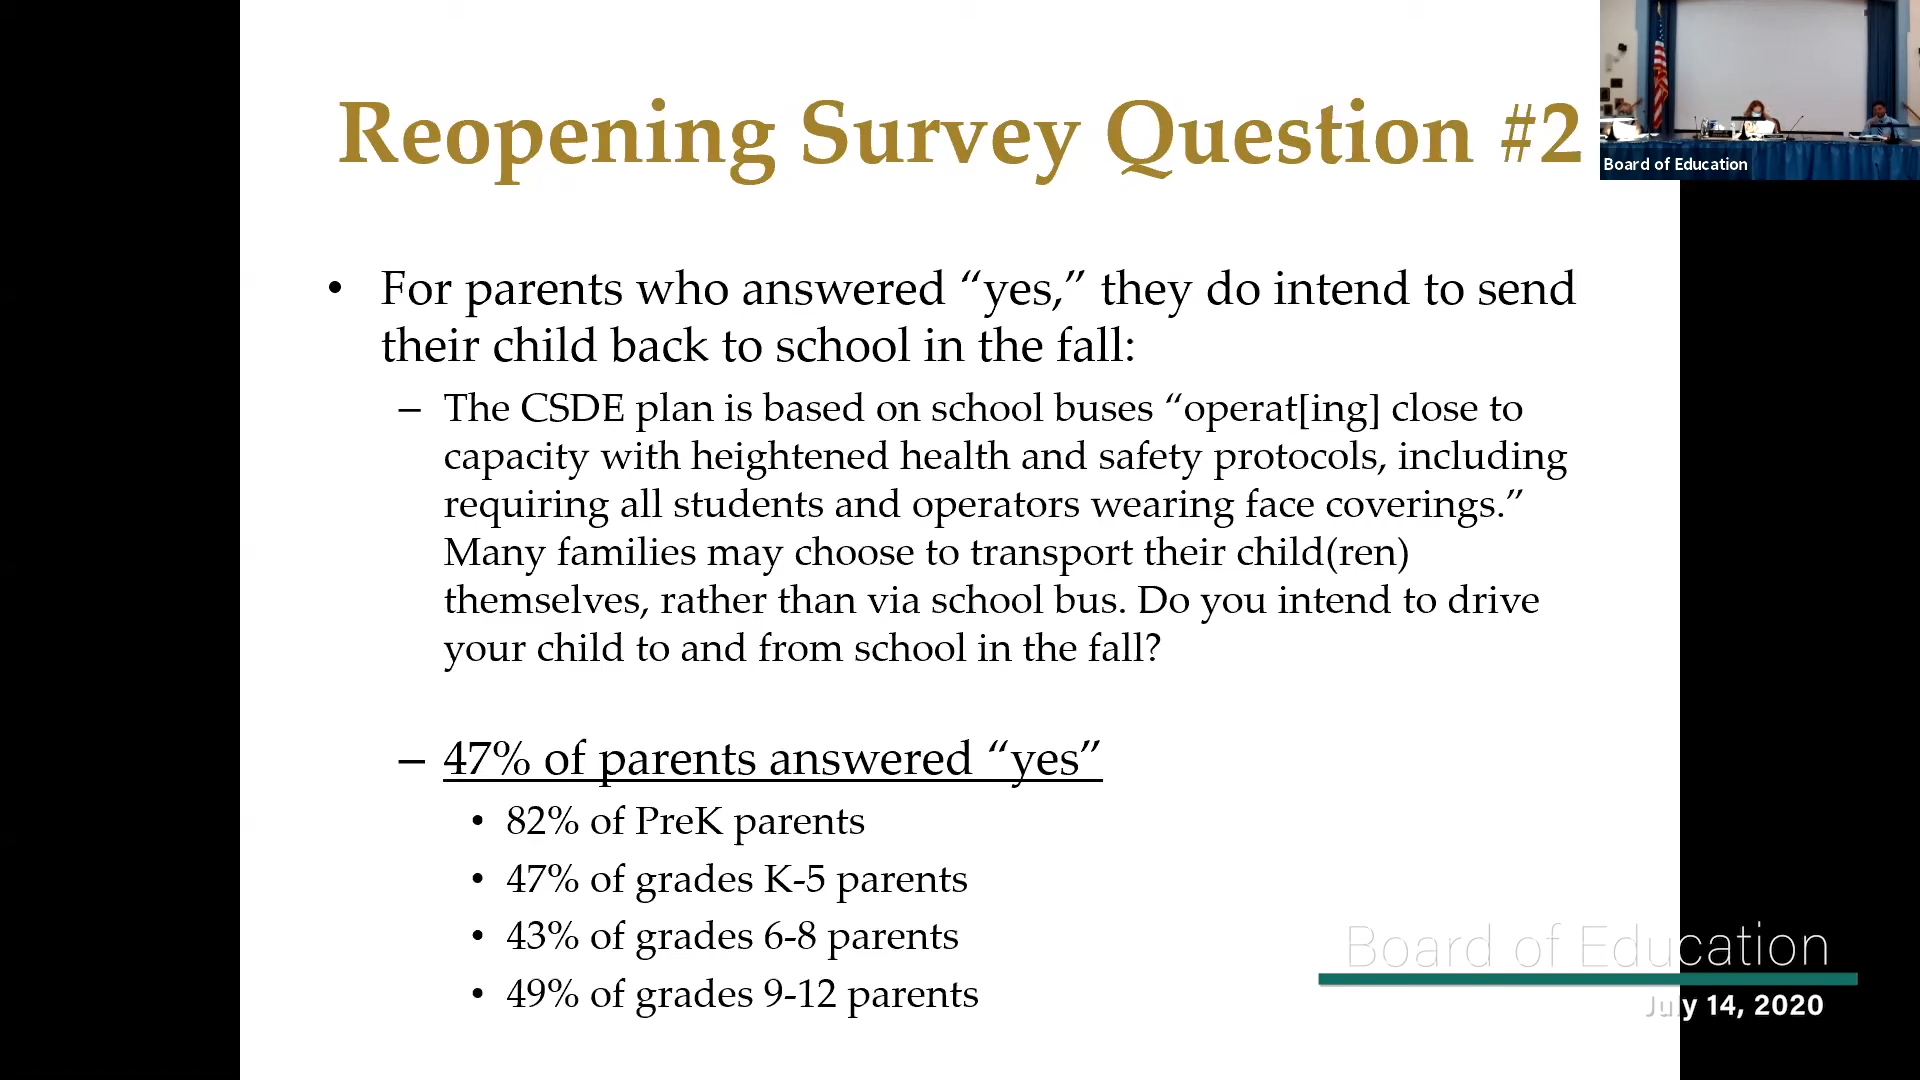 Reopening Survey Question #2
Board of Education
• For parents who answered “yes,” they do intend to send
their child back to school in the fall:
– The CSDE plan is based on school buses “operat[ing] close to
capacity with heightened health and safety protocols, including
requiring all students and operators wearing face coverings.”
Many families may choose to transport their child(ren)
themselves, rather than via school bus. Do you intend to drive
your child to and from school in the fall?
– 47% of parents answered “yes”
• 82% of PreK parents
• 47% of grades K-5 parents
• 43% of grades 6-8 parents
• 49% of grades 9-12 parents
Board of Education
July 14, 2020